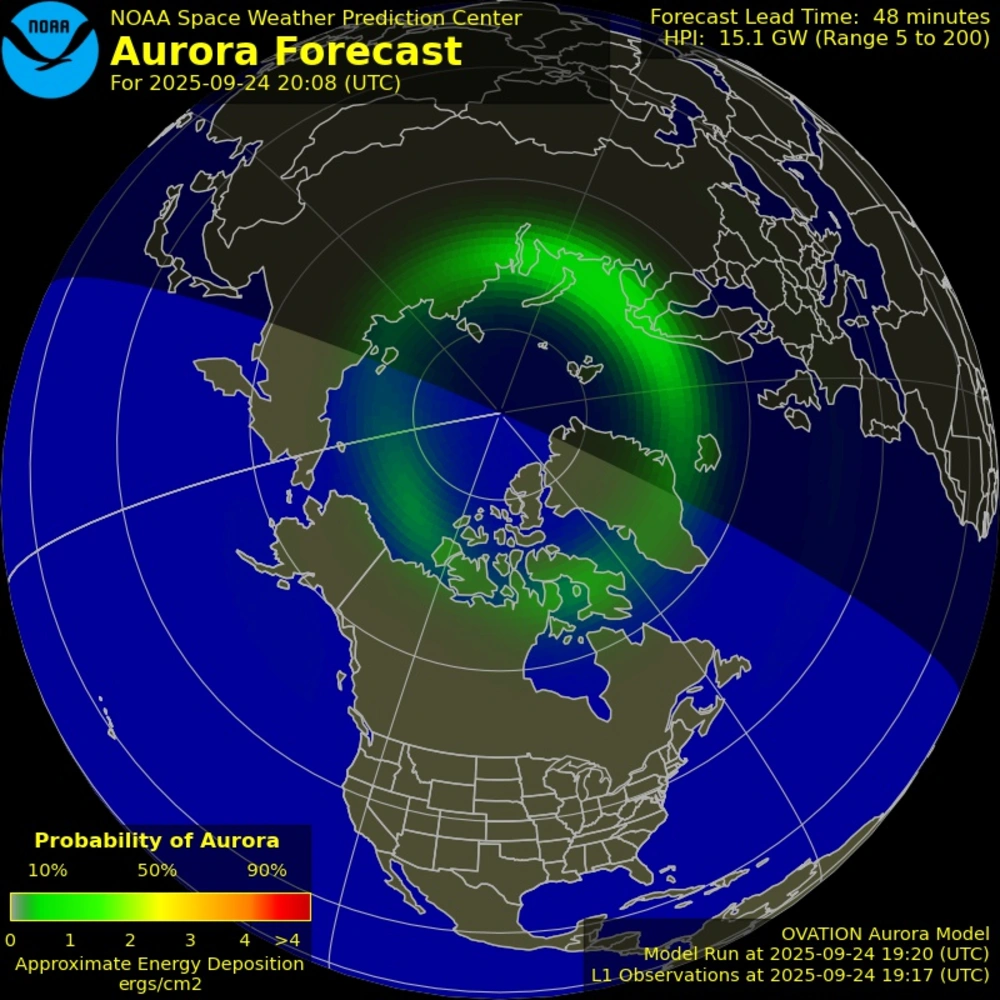 NOAA
NOAA Space Weather Prediction Center
Aurora Forecast
For 2025-09-24 20:08 (UTC)
Forecast Lead Time: 48 minutes
HPI: 15.1 GW (Range 5 to 200)
Probability of Aurora
10% 50% 90%
0 1 2 3 4 >4
Approximate Energy Deposition
ergs/cm2
OVATION Aurora Model
Model Run at 2025-09-24 19:20 (UTC)
L1 Observations at 2025-09-24 19:17 (UTC)